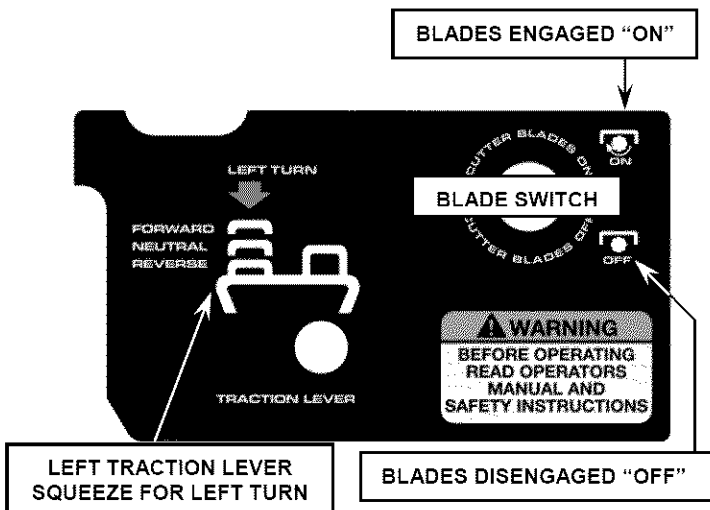 BLADES ENGAGED “ON”
CUTTER BLADES ON
ON
LEFT TURN
BLADE SWITCH
FORWARD
NEUTRAL
REVERSE
CUTTER BLADES OFF
OFF
WARNING
BEFORE OPERATING
READ OPERATORS
MANUAL AND
SAFETY INSTRUCTIONS
TRACTION LEVER
LEFT TRACTION LEVER
SQUEEZE FOR LEFT TURN
BLADES DISENGAGED “OFF”